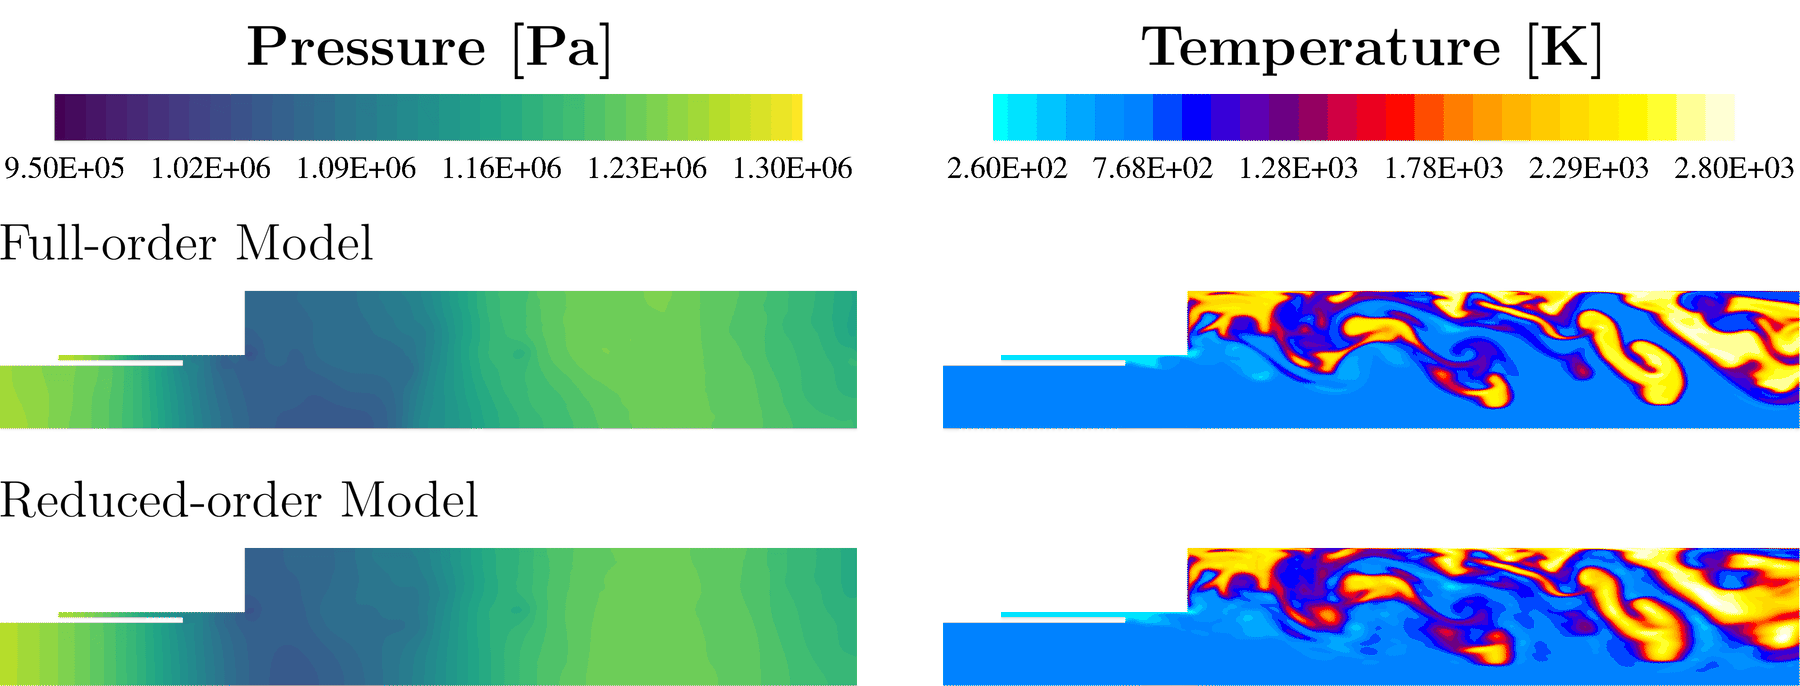 Pressure [Pa]
9.50E+05 1.02E+06 1.09E+06 1.16E+06 1.23E+06 1.30E+06
Temperature [K]
2.60E+02 7.68E+02 1.28E+03 1.78E+03 2.29E+03 2.80E+03
Full-order Model
Reduced-order Model